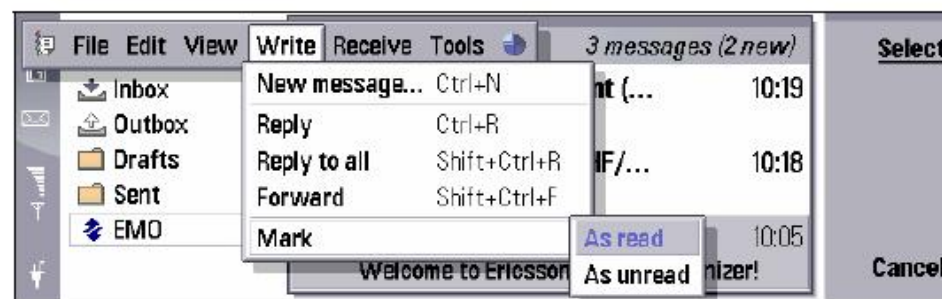 File Edit View Write Receive Tools 3 messages (2 new) Select
Inbox New message... Ctrl+N nt (... 10:19
Outbox Reply Ctrl+R
Drafts Reply to all Shift+Ctrl+R HF/... 10:18
Sent Forward Shift+Ctrl+F
EMO Mark As read 10:05
Welcome to Ericsson As unread nizer! Cancel